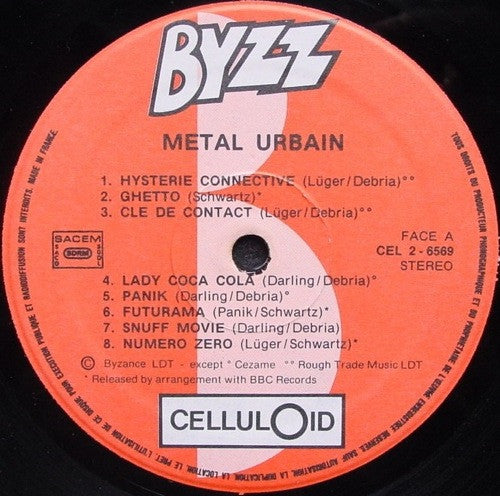 BYZZ
METAL URBAIN
1. HYSTERIE CONNECTIVE (Lüger/Debria)°°
2. GHETTO (Schwartz)*
3. CLE DE CONTACT (Lüger/Debria)°°
SACEM
SDRM
FACE A
CEL 2-6569
STEREO
4. LADY COCA COLA (Darling/Debria)°
5. PANIK (Darling/Debria)°
6. FUTURAMA (Panik/Schwartz)*
7. SNUFF MOVIE (Darling/Debria)°
8. NUMERO ZERO (Lüger/Schwartz)*
© Byzance LDT - except ° Cezame °° Rough Trade Music LDT
* Released by arrangement with BBC Records
CELLULOID
TOUS DROITS DU PRODUCTEUR PHONOGRAPHIQUE ET DU PROPRIETAIRE DE L'ŒUVRE ENREGISTREE RESERVES. SAUF AUTORISATION, LA DUPLICATION, LA LOCATION, LE PRET, L'UTILISATION DE CE DISQUE POUR EXECUTION PUBLIQUE ET RADIODIFFUSION SONT INTERDITS. MADE IN FRANCE